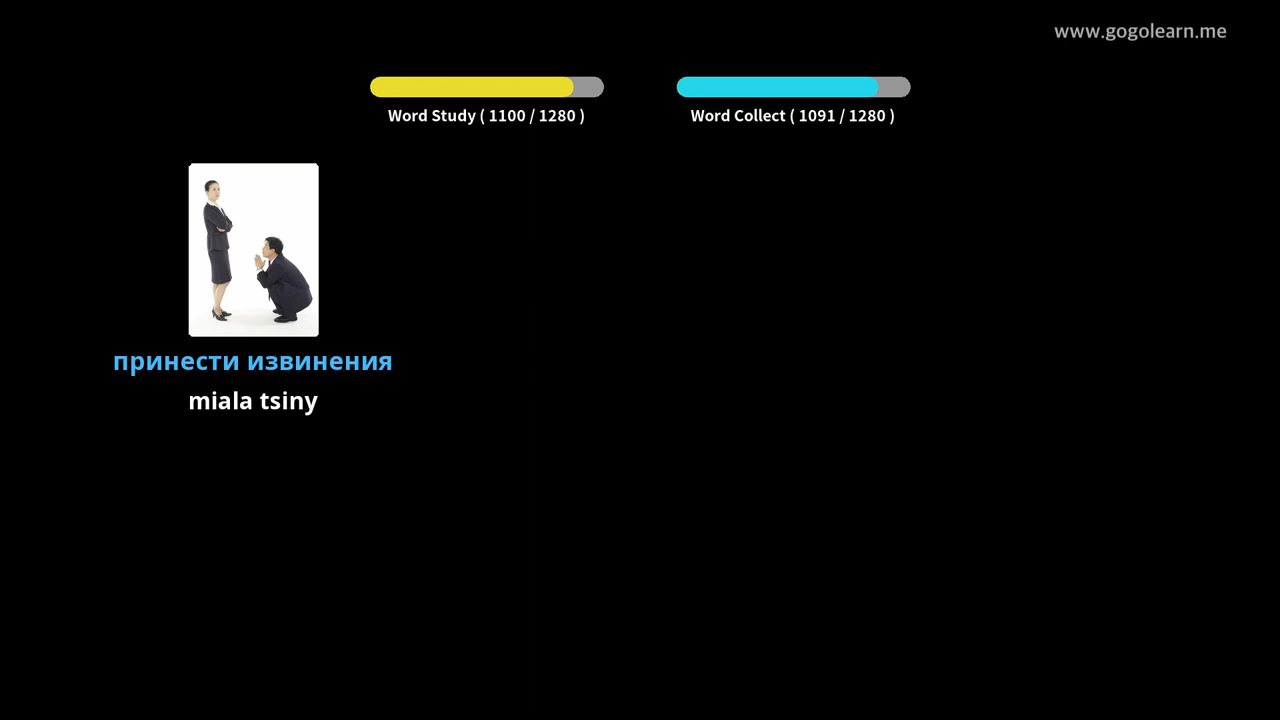 www.gogolearn.me
Word Study ( 1100 / 1280 )
Word Collect ( 1091 / 1280 )
принести извинения
miala tsiny